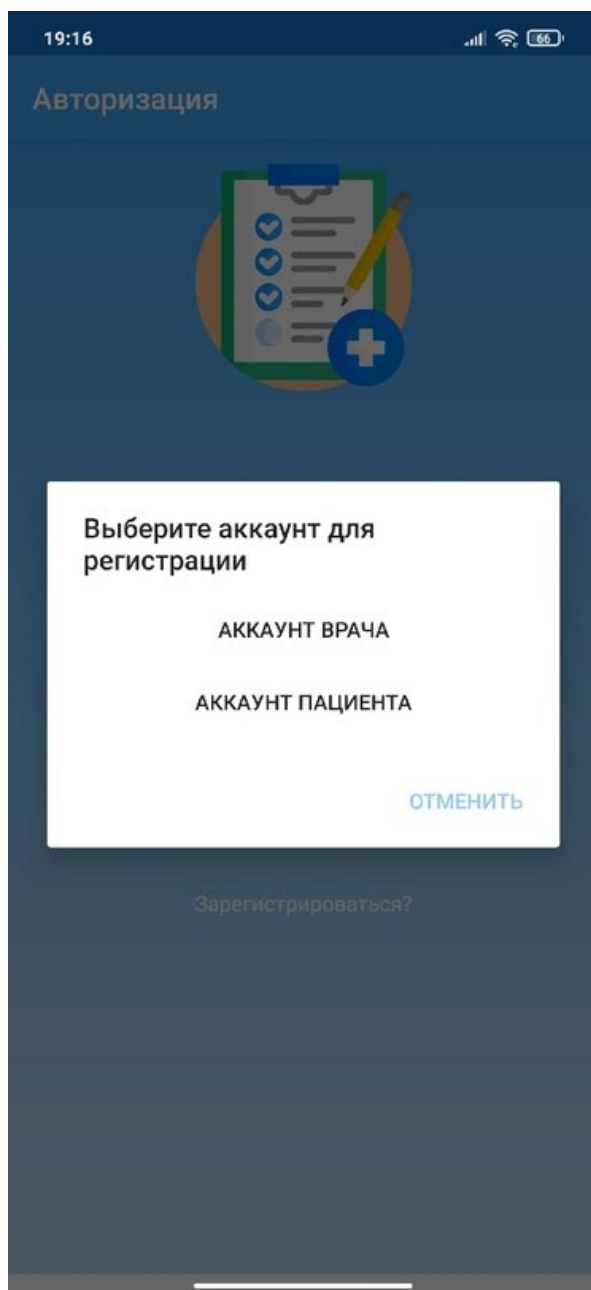 19:16
66
Авторизация
Выберите аккаунт для
регистрации
АККАУНТ ВРАЧА
АККАУНТ ПАЦИЕНТА
ОТМЕНИТЬ
Зарегистрироваться?